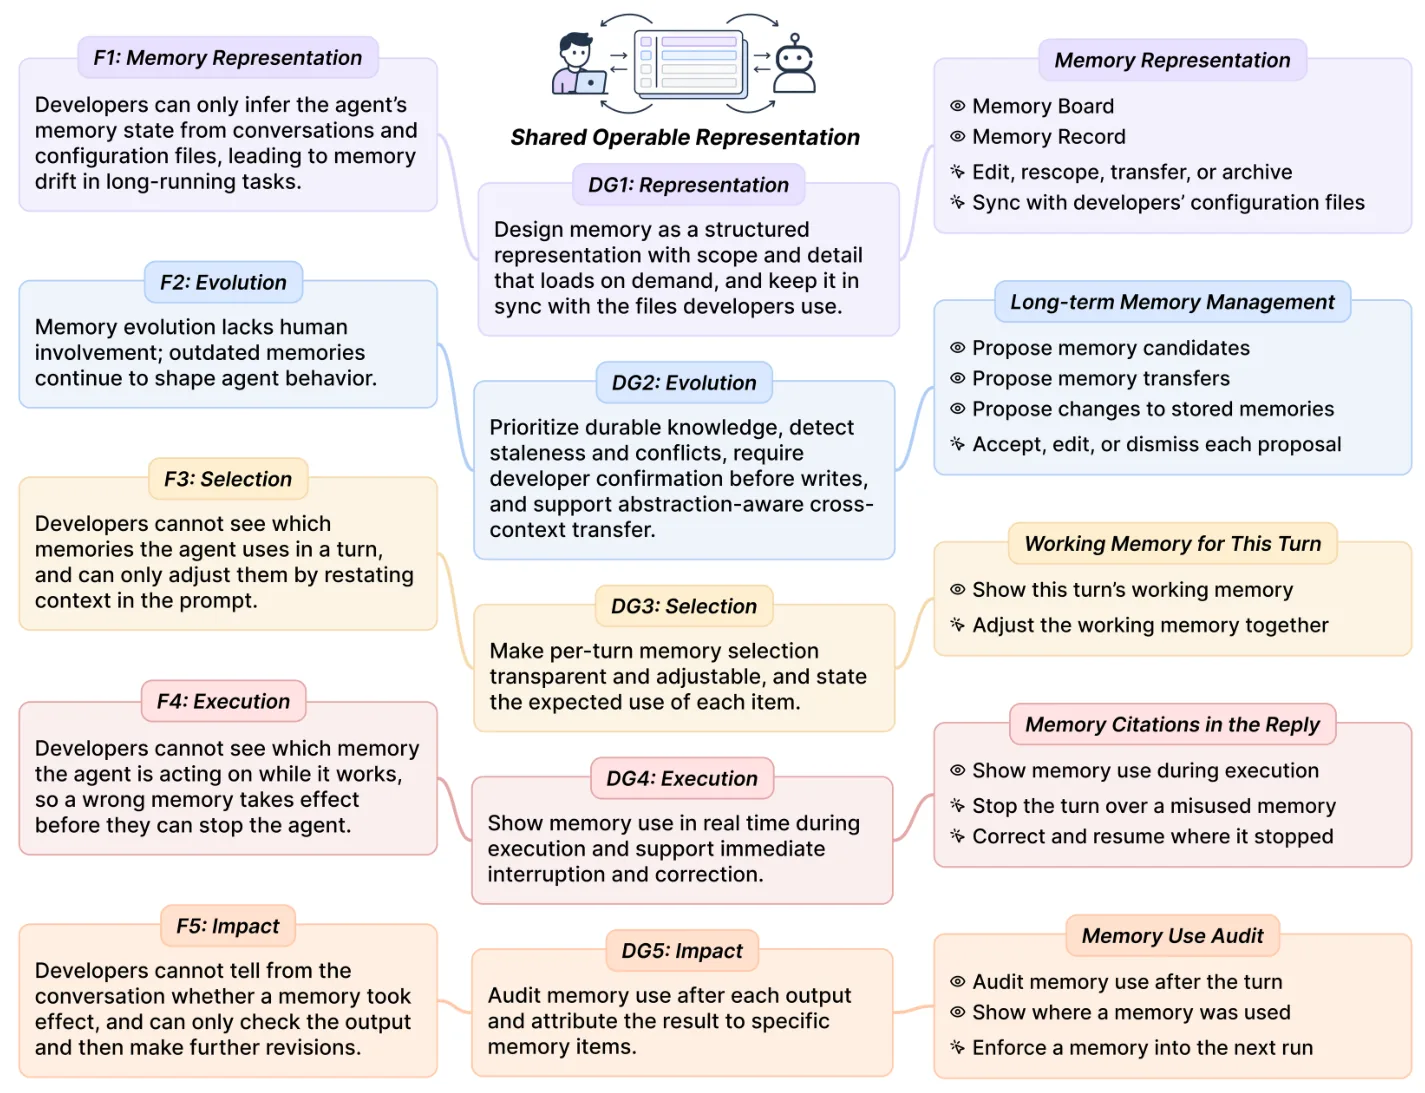 F1: Memory Representation
Developers can only infer the agent's
memory state from conversations and
configuration files, leading to memory
drift in long-running tasks.
F2: Evolution
Memory evolution lacks human
involvement; outdated memories
continue to shape agent behavior.
F3: Selection
Developers cannot see which
memories the agent uses in a turn,
and can only adjust them by restating
context in the prompt.
F4: Execution
Developers cannot see which memory
the agent is acting on while it works,
so a wrong memory takes effect
before they can stop the agent.
F5: Impact
Developers cannot tell from the
conversation whether a memory took
effect, and can only check the output
and then make further revisions.
Shared Operable Representation
DG1: Representation
Design memory as a structured
representation with scope and detail
that loads on demand, and keep it in
sync with the files developers use.
DG2: Evolution
Prioritize durable knowledge, detect
staleness and conflicts, require
developer confirmation before writes,
and support abstraction-aware cross-
context transfer.
DG3: Selection
Make per-turn memory selection
transparent and adjustable, and state
the expected use of each item.
DG4: Execution
Show memory use in real time during
execution and support immediate
interruption and correction.
DG5: Impact
Audit memory use after each output
and attribute the result to specific
memory items.
Memory Representation
Memory Board
Memory Record
Edit, rescope, transfer, or archive
Sync with developers' configuration files
Long-term Memory Management
Propose memory candidates
Propose memory transfers
Propose changes to stored memories
Accept, edit, or dismiss each proposal
Working Memory for This Turn
Show this turn's working memory
Adjust the working memory together
Memory Citations in the Reply
Show memory use during execution
Stop the turn over a misused memory
Correct and resume where it stopped
Memory Use Audit
Audit memory use after the turn
Show where a memory was used
Enforce a memory into the next run